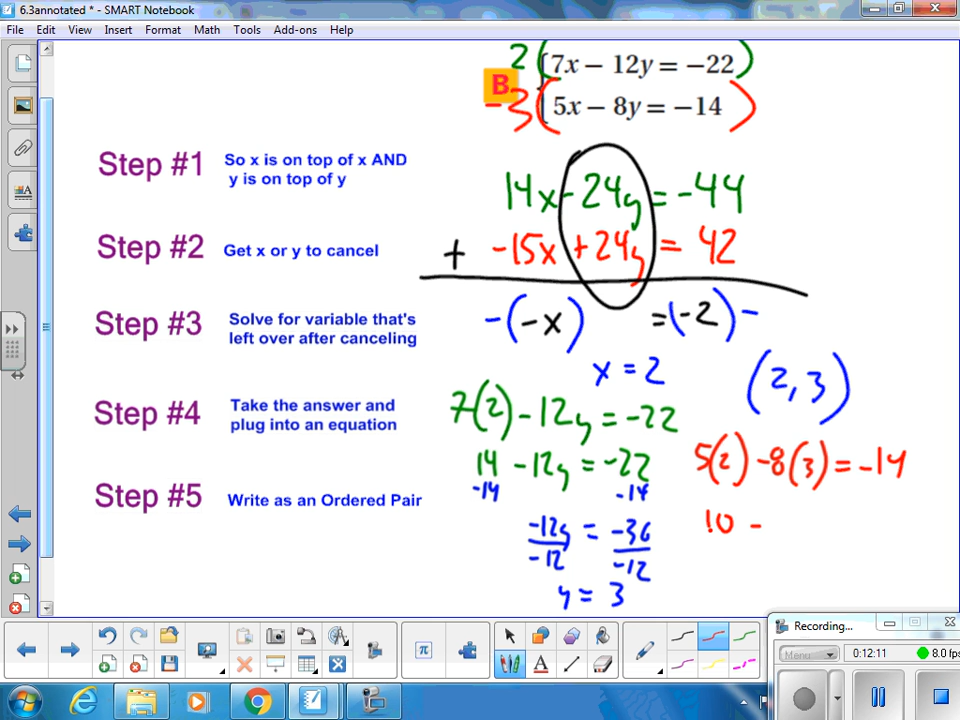 6.3annotated * - SMART Notebook
File Edit View Insert Format Math Tools Add-ons Help
2 ( 7x − 12y = −22 )
B
−3 ( 5x − 8y = −14 )
Step #1 So x is on top of x AND
y is on top of y
14x − 24y = −44
Step #2 Get x or y to cancel
+ −15x + 24y = 42
Step #3 Solve for variable that's
left over after canceling
−(−x) = (−2) −
x = 2
(2, 3)
Step #4 Take the answer and
plug into an equation
7(2) − 12y = −22
14 − 12y = −22
5(2) − 8(3) = −14
Step #5 Write as an Ordered Pair
−14 −14
10 −
−12y = −36
−12 −12
y = 3
Recording...
Menu
0:12:11 8.0 fps
π
A